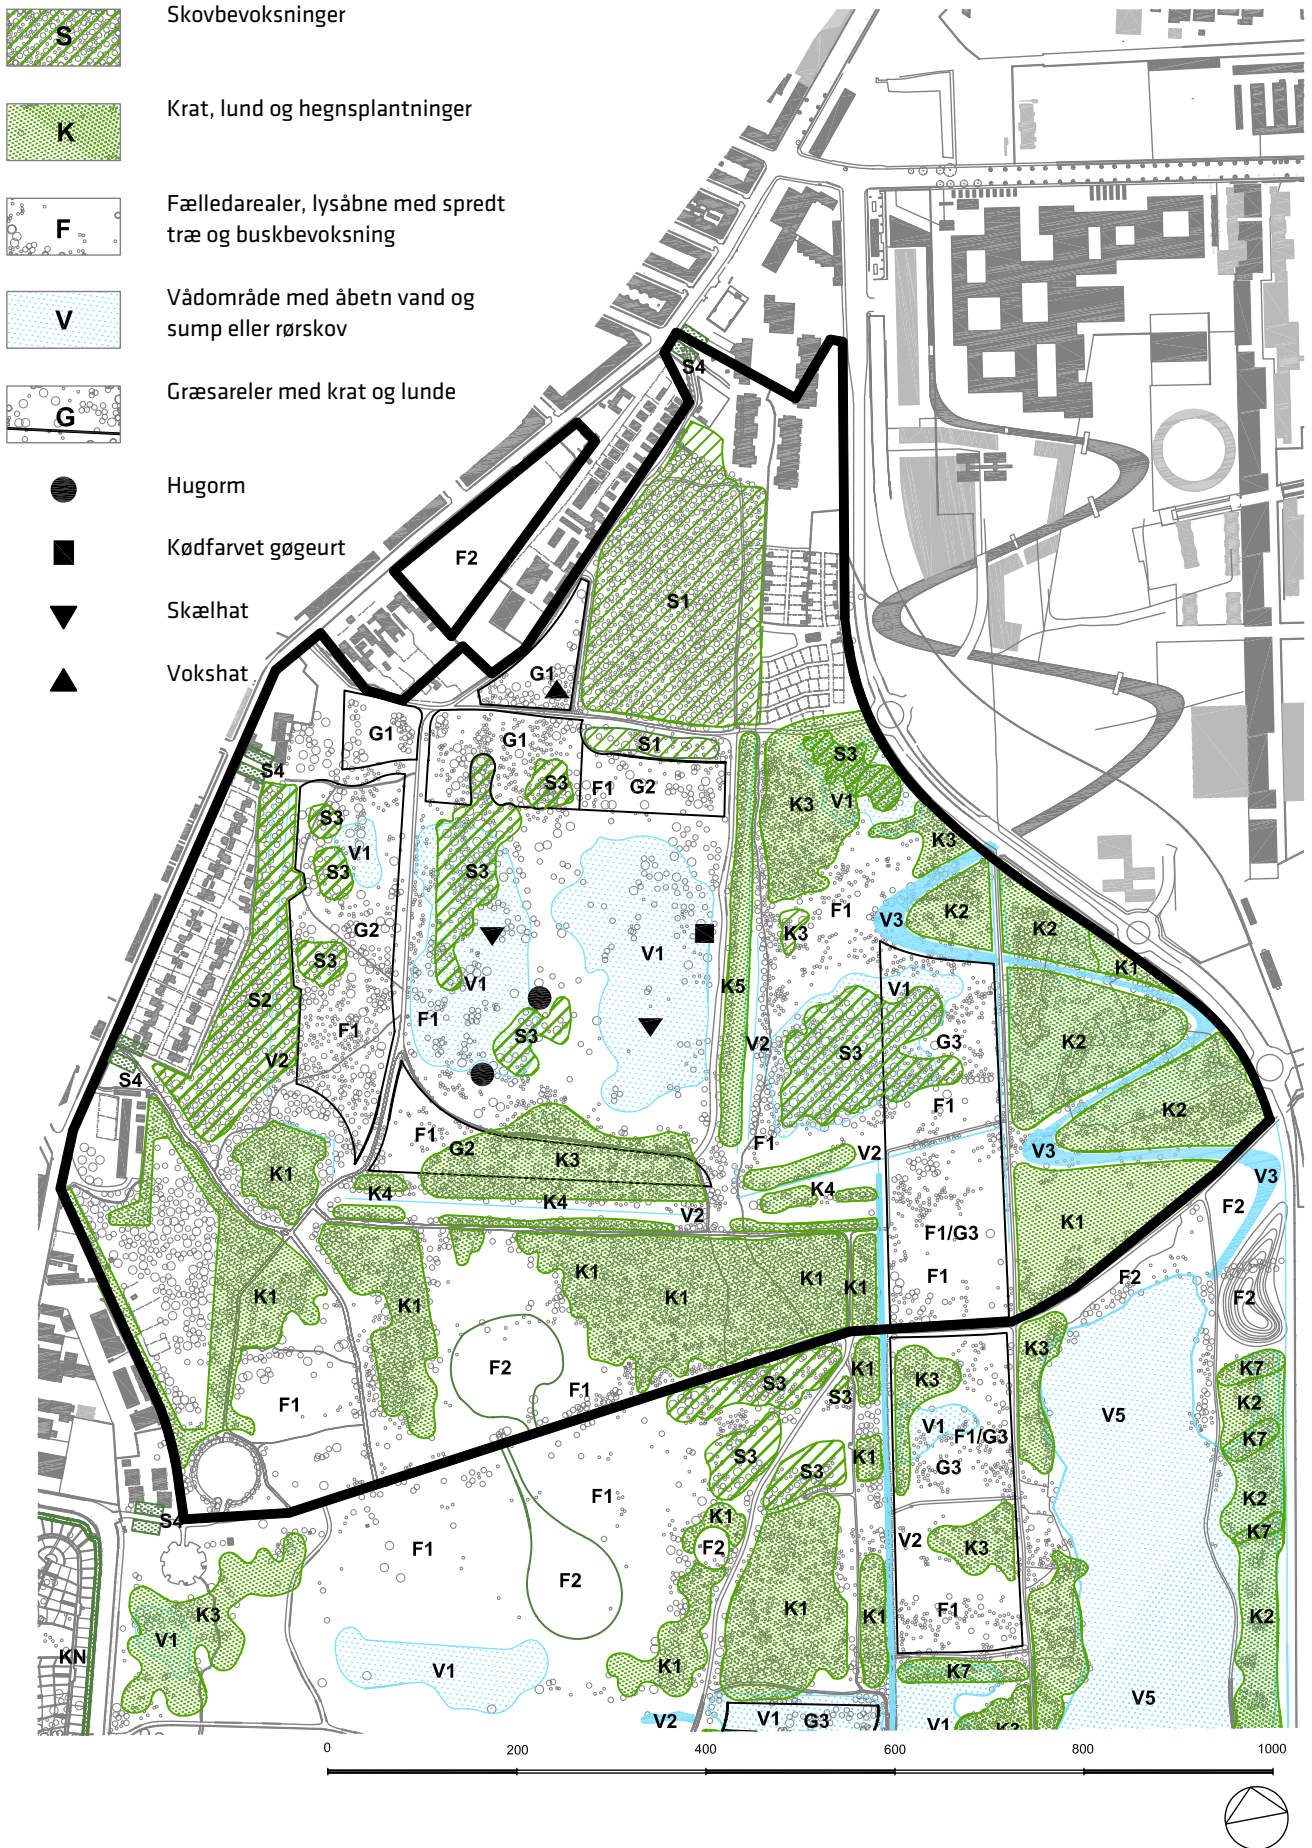 S
Skovbevoksninger
K
Krat, lund og hegnsplantninger
F
Fælledarealer, lysåbne med spredt
træ og buskbevoksning
V
Vådområde med åbetn vand og
sump eller rørskov
G
Græsareler med krat og lunde
Hugorm
Kødfarvet gøgeurt
Skælhat
Vokshat
S4
F2
S1
G1
G1
G1
S1
S3
S4
S3
F1
G2
K3
V1
S3
K3
V1
S3
S3
K2
F1
V3
K2
G2
K3
V1
K1
S3
S2
V1
K5
V1
F1
F1
S3
V2
S3
G3
K2
V2
S4
F1
K2
F1
G2
F1
K3
V2
V3
K1
V3
K4
K4
K4
V2
F2
K1
F1/G3
K1
K1
K1
F1
F2
K1
K1
K1
F2
F2
F1
F1
K3
S3
K1
K3
K7
S3
K2
V5
V1
F1/G3
S3
K1
K7
S3
G3
F1
K2
K1
S4
K7
F1
F2
V2
K3
F2
K3
K1
K1
F1
K2
V1
KN
V1
K1
K7
V5
V2
V1
G3
V1
K3
0
200
400
600
800
1000